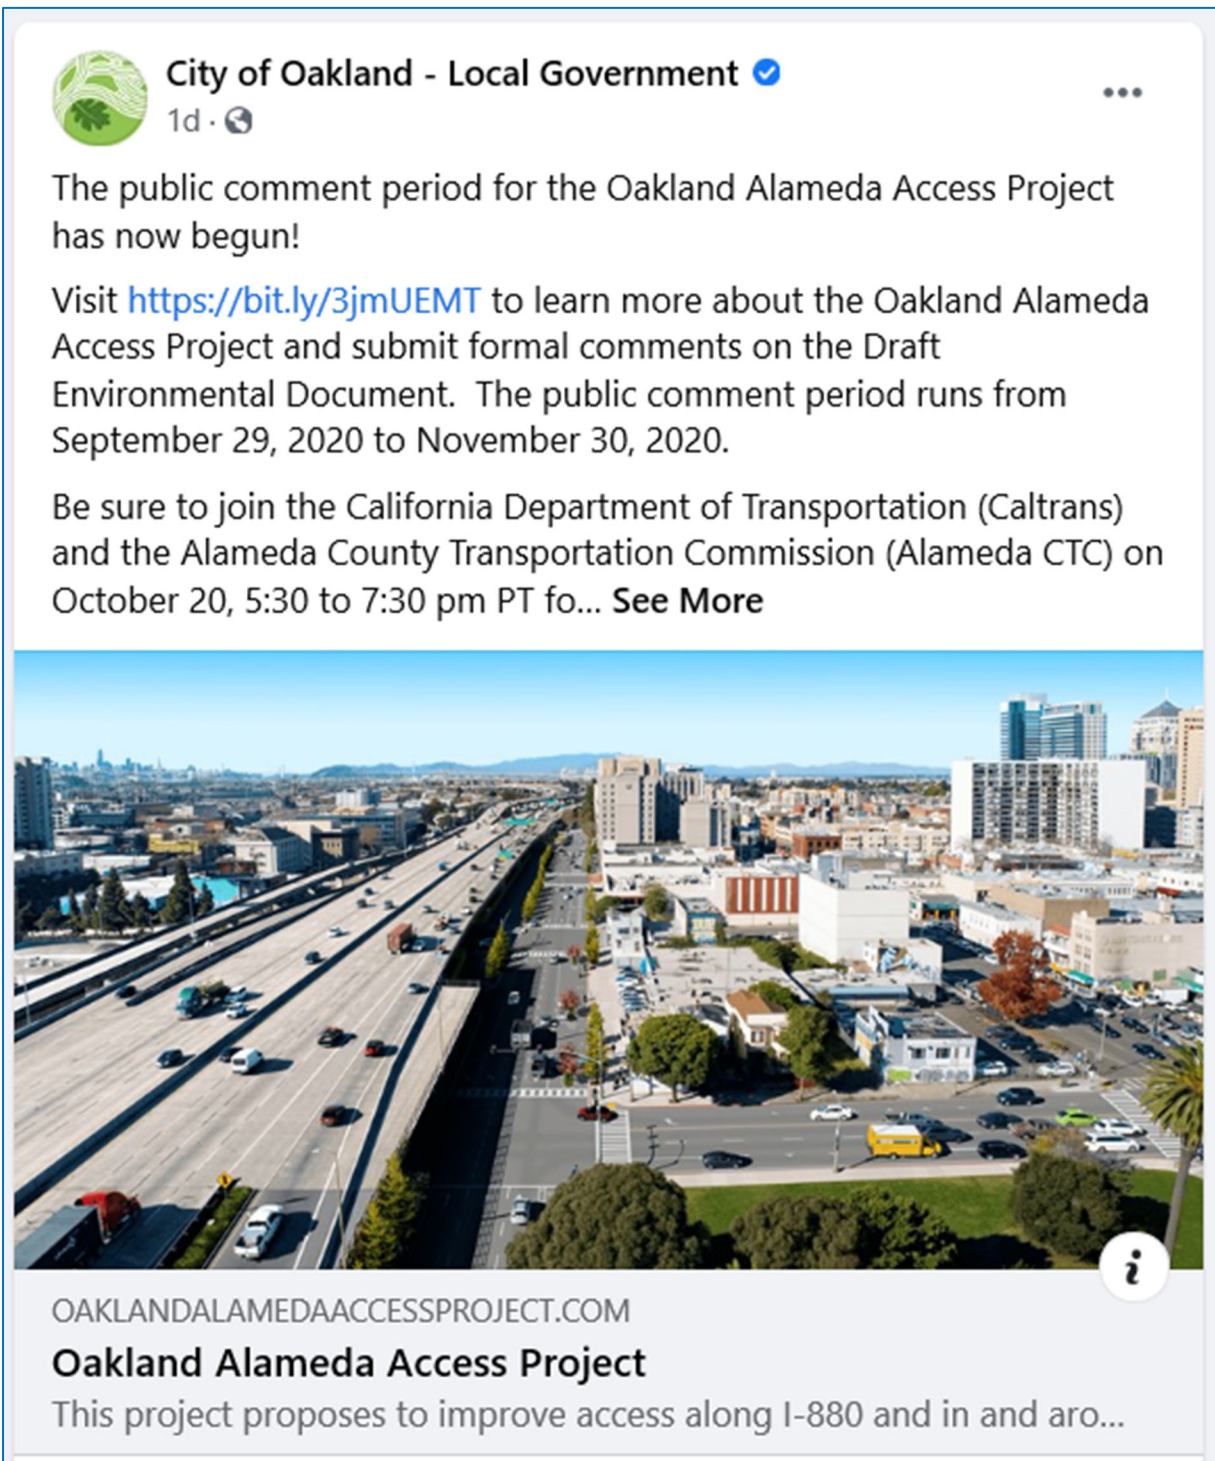 City of Oakland - Local Government
1d ·
The public comment period for the Oakland Alameda Access Project
has now begun!
Visit https://bit.ly/3jmUEMT to learn more about the Oakland Alameda
Access Project and submit formal comments on the Draft
Environmental Document.  The public comment period runs from
September 29, 2020 to November 30, 2020.
Be sure to join the California Department of Transportation (Caltrans)
and the Alameda County Transportation Commission (Alameda CTC) on
October 20, 5:30 to 7:30 pm PT fo... See More
i
OAKLANDALAMEDAACCESSPROJECT.COM
Oakland Alameda Access Project
This project proposes to improve access along I-880 and in and aro...